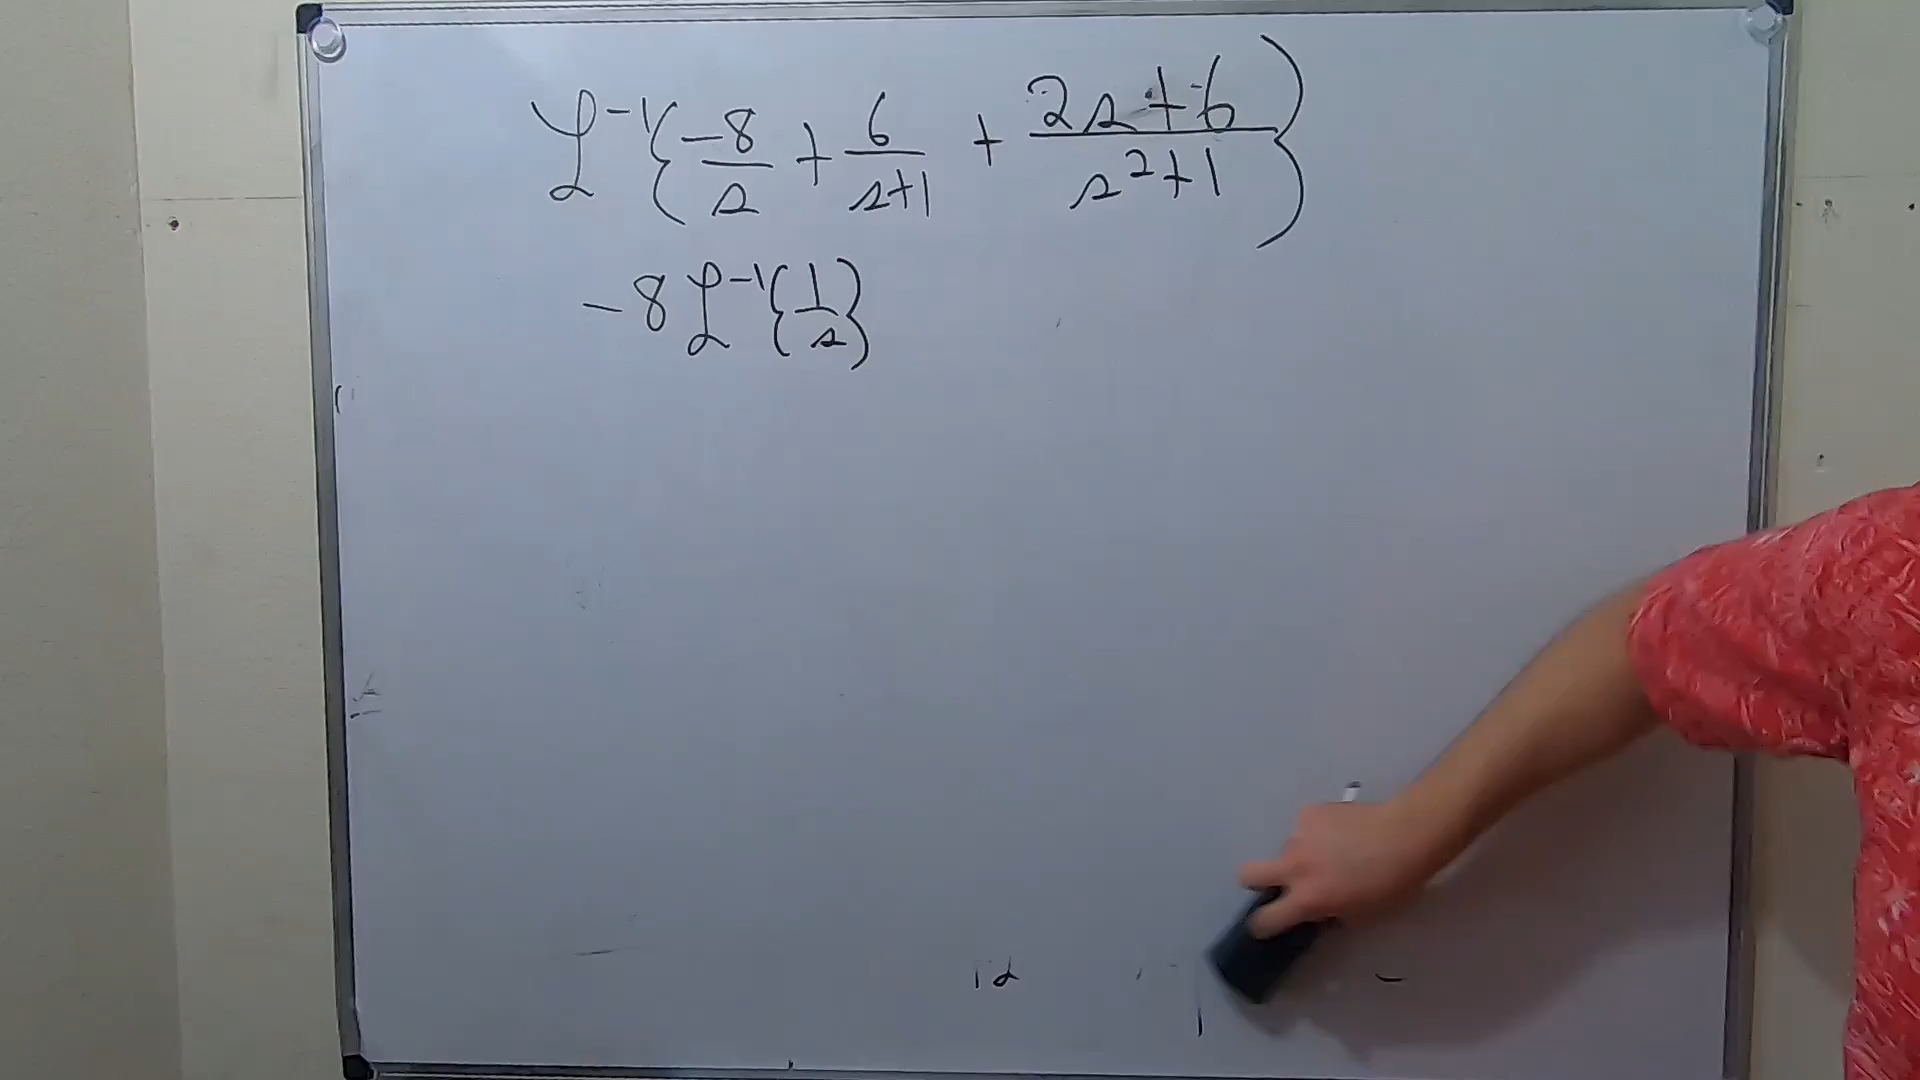 ℒ⁻¹{-8/s + 6/(s+1) + (2s+6)/(s²+1)}
-8 ℒ⁻¹{1/s}